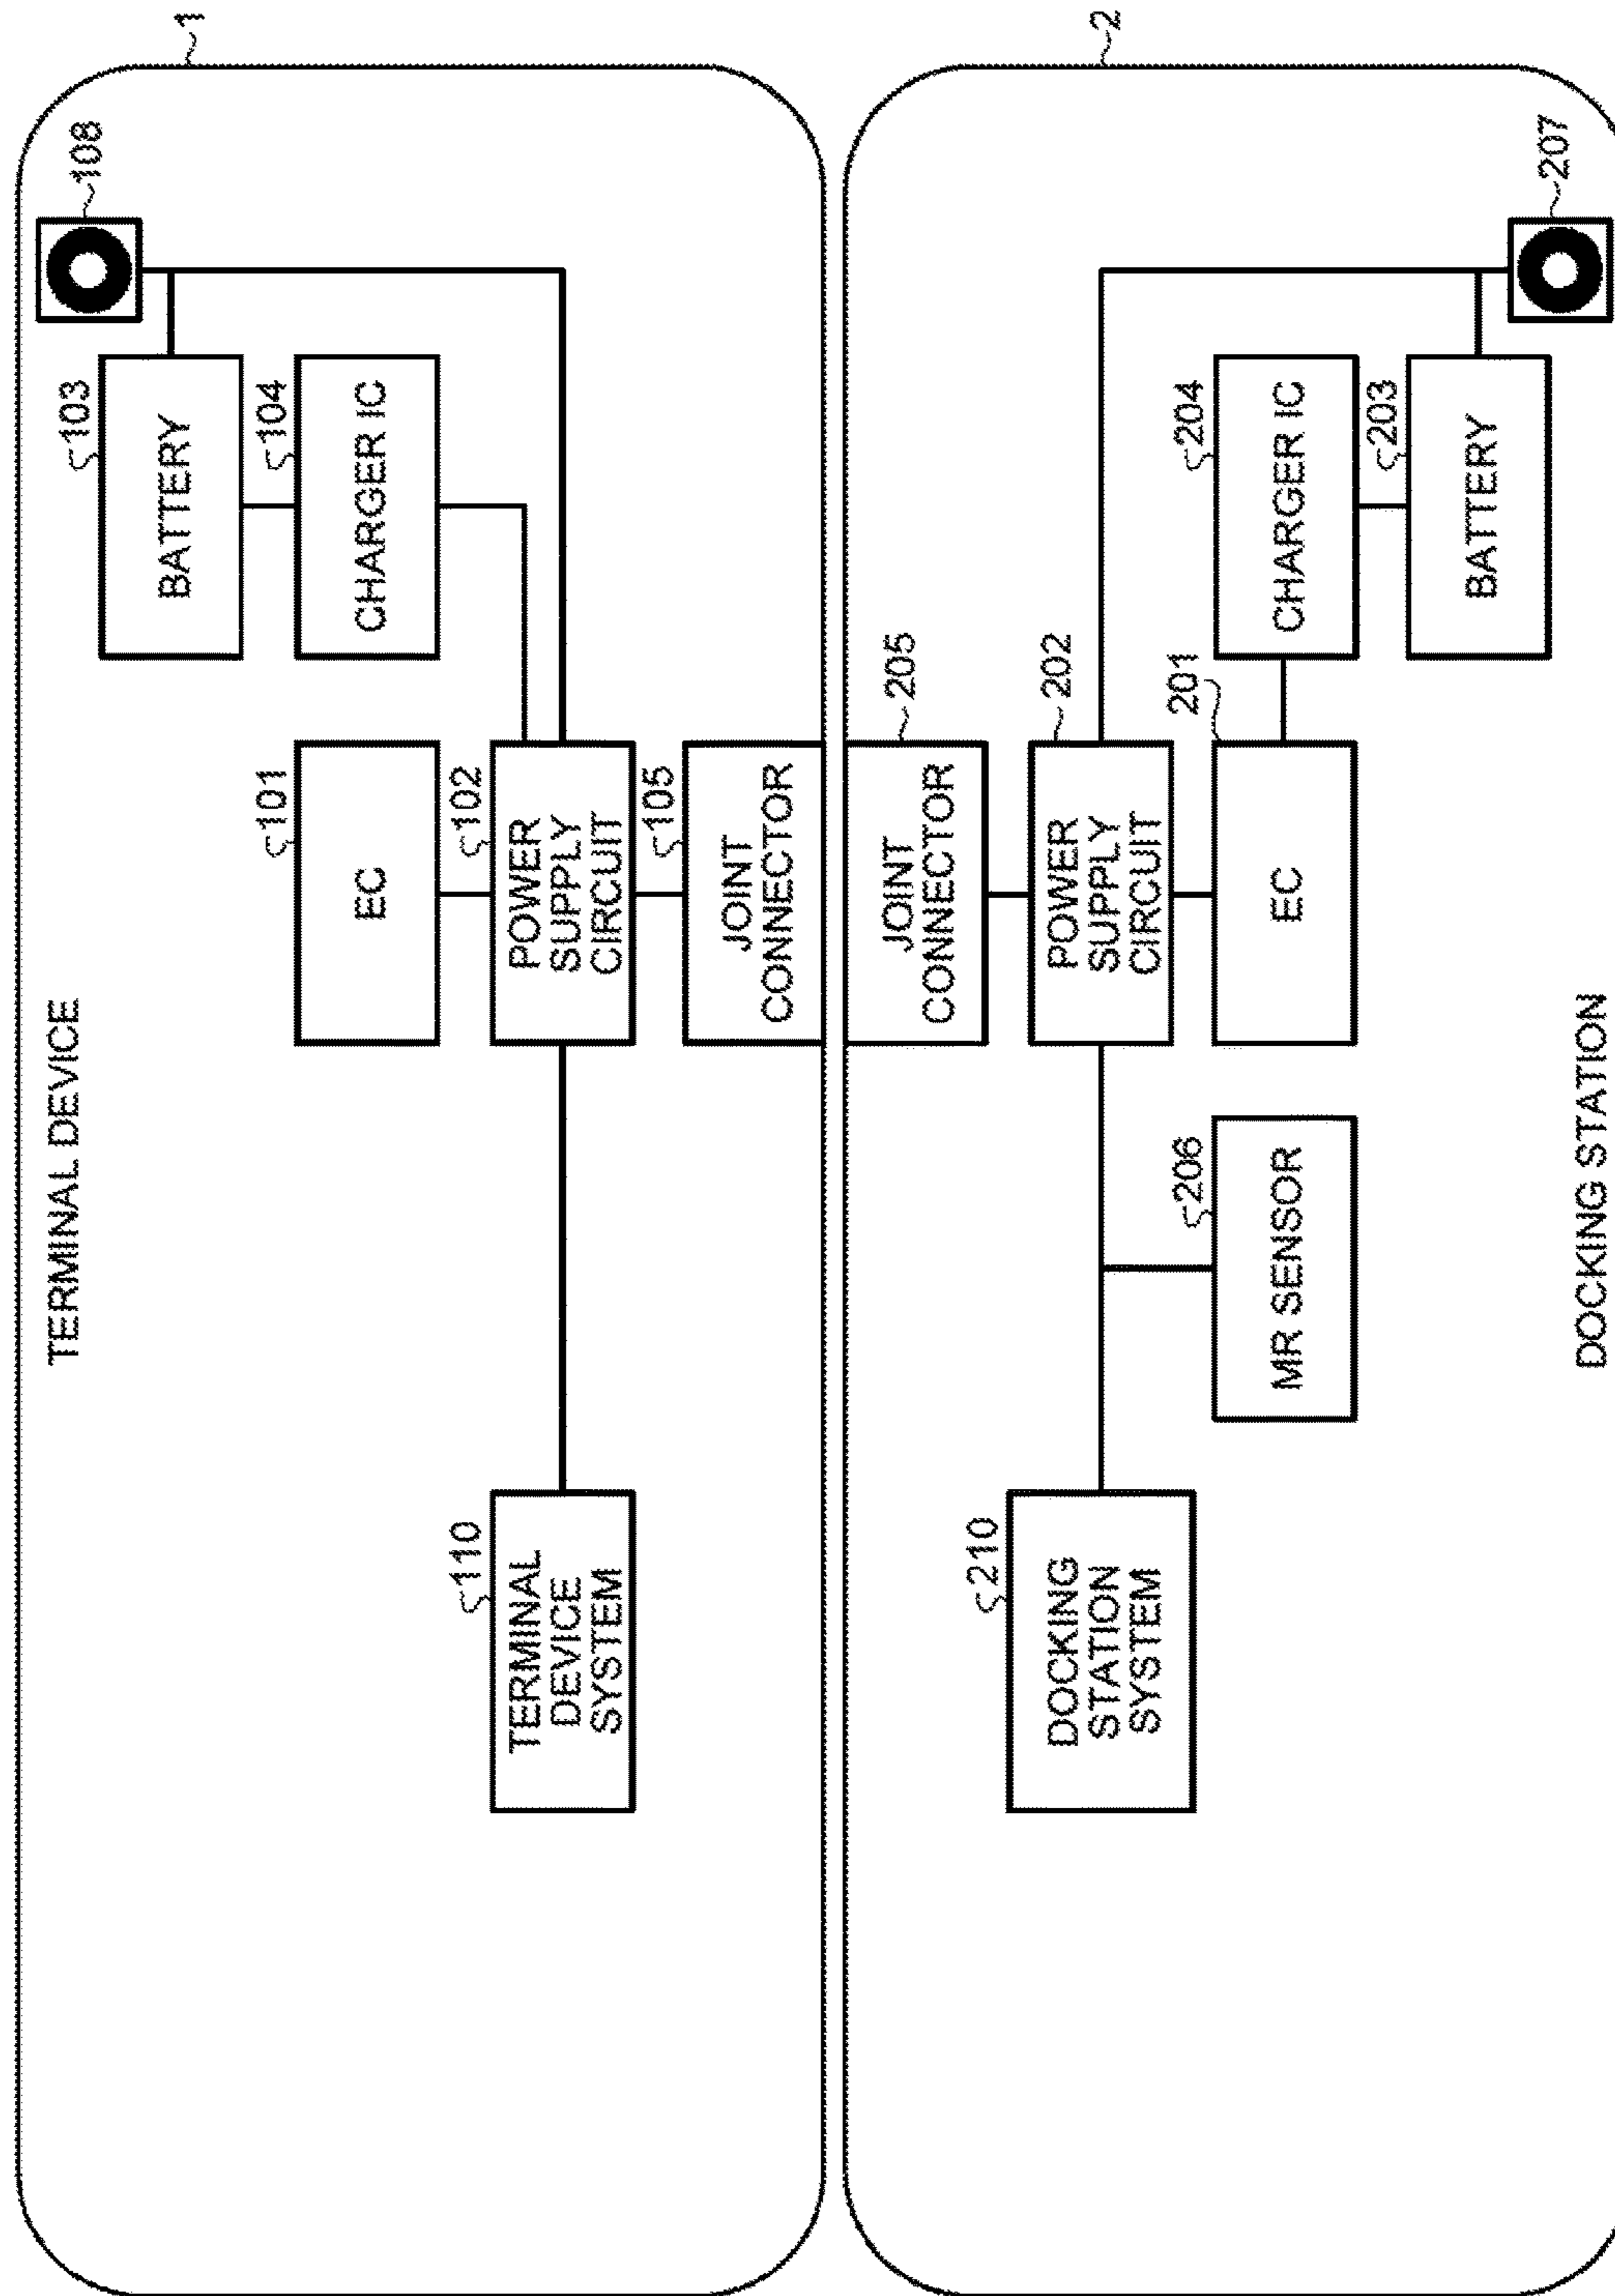 TERMINAL DEVICE
1
108
103
BATTERY
104
CHARGER IC
101
EC
102
POWER
SUPPLY
CIRCUIT
105
JOINT
CONNECTOR
110
TERMINAL
DEVICE
SYSTEM
2
205
JOINT
CONNECTOR
202
POWER
SUPPLY
CIRCUIT
201
EC
204
CHARGER IC
203
BATTERY
207
206
MR SENSOR
210
DOCKING
STATION
SYSTEM
DOCKING STATION